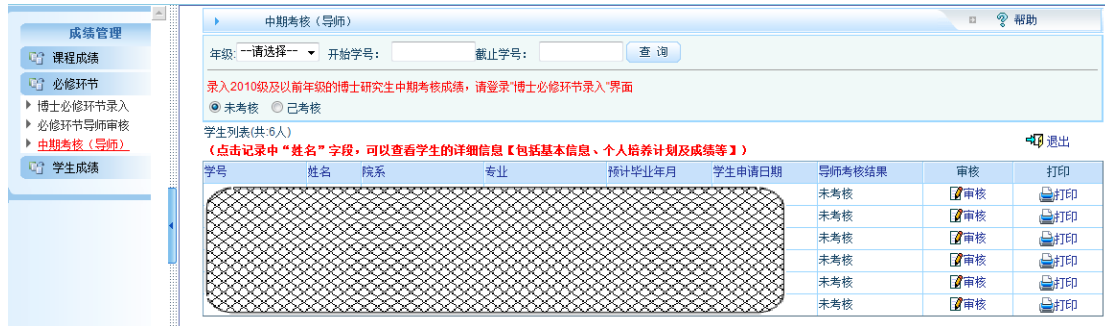 成绩管理
课程成绩
必修环节
博士必修环节录入
必修环节导师审核
中期考核（导师）
学生成绩
中期考核（导师）
帮助
年级: --请选择-- 开始学号: 截止学号: 查 询
录入2010级及以前年级的博士研究生中期考核成绩，请登录"博士必修环节录入"界面
未考核 己考核
学生列表(共:6人)
退出
（点击记录中“姓名”字段，可以查看学生的详细信息【包括基本信息、个人培养计划及成绩等】）
学号 姓名 院系 专业 预计毕业年月 学生申请日期 导师考核结果 审核 打印
未考核 审核 打印
未考核 审核 打印
未考核 审核 打印
未考核 审核 打印
未考核 审核 打印
未考核 审核 打印